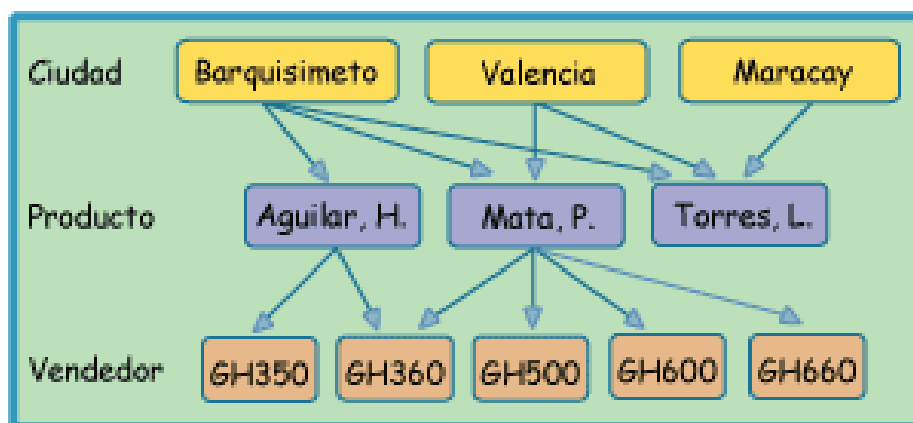 Ciudad Barquisimeto Valencia Maracay
Producto Aguilar, H. Mata, P. Torres, L.
Vendedor GH350 GH360 GH500 GH600 GH660